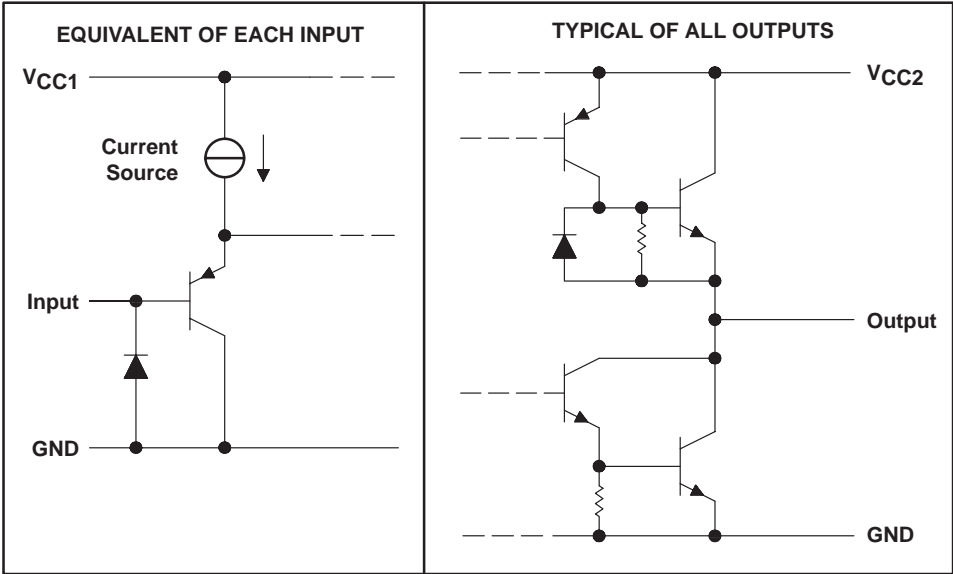 EQUIVALENT OF EACH INPUT
VCC1
Current
Source
Input
GND
TYPICAL OF ALL OUTPUTS
VCC2
Output
GND